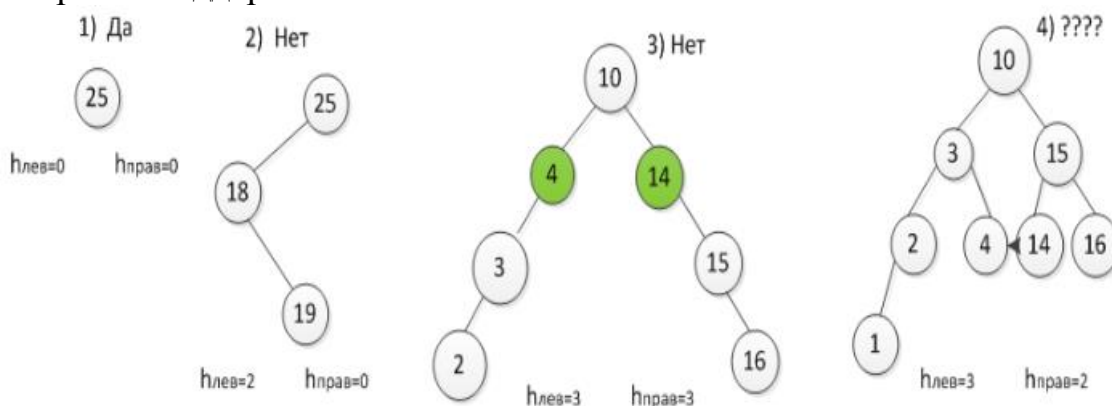 1) Да
25
hлев=0 hправ=0
2) Нет
25
18
19
hлев=2 hправ=0
3) Нет
10
4 14
3 15
2 16
hлев=3 hправ=3
4) ????
10
3 15
2 4 14 16
1
hлев=3 hправ=2